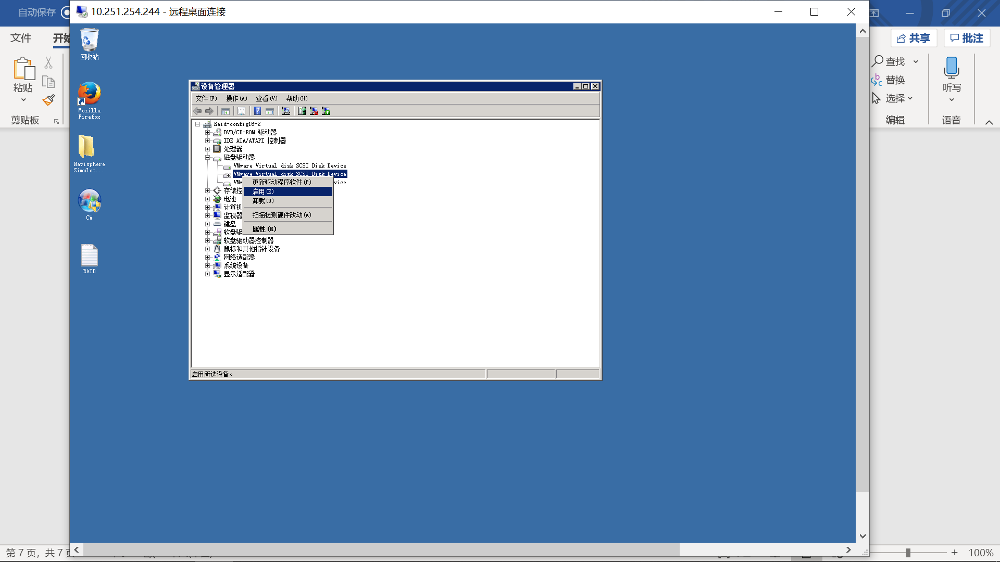 自动保存
10.251.254.244 - 远程桌面连接
文件
开始
共享
批注
粘贴
剪贴板
查找
替换
选择
编辑
听写
语音
回收站
Mozilla
Firefox
Navisphere
Simulat...
CW
RAID
设备管理器
文件(F) 操作(A) 查看(V) 帮助(H)
Raid-config16-2
DVD/CD-ROM 驱动器
IDE ATA/ATAPI 控制器
处理器
磁盘驱动器
VMware Virtual disk SCSI Disk Device
VMware Virtual disk SCSI Disk Device
更新驱动程序软件(P)...
启用(E)
卸载(U)
扫描检测硬件改动(A)
属性(R)
存储控
电池
计算机
监视器
键盘
软盘驱
软盘驱动器控制器
鼠标和其他指针设备
网络适配器
系统设备
显示适配器
启用所选设备。
第 7 页，共 7
100%